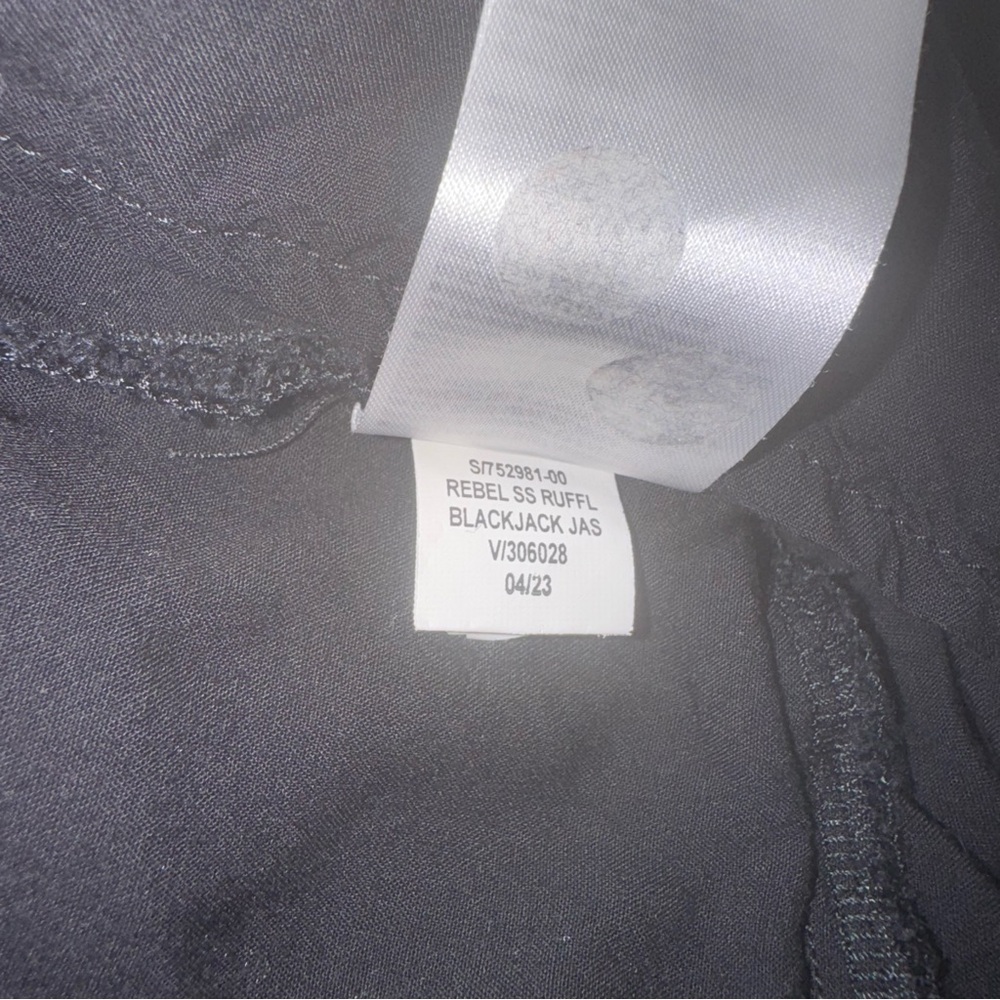 S/752981-00
REBEL SS RUFFL
BLACKJACK JAS
V/306028
04/23